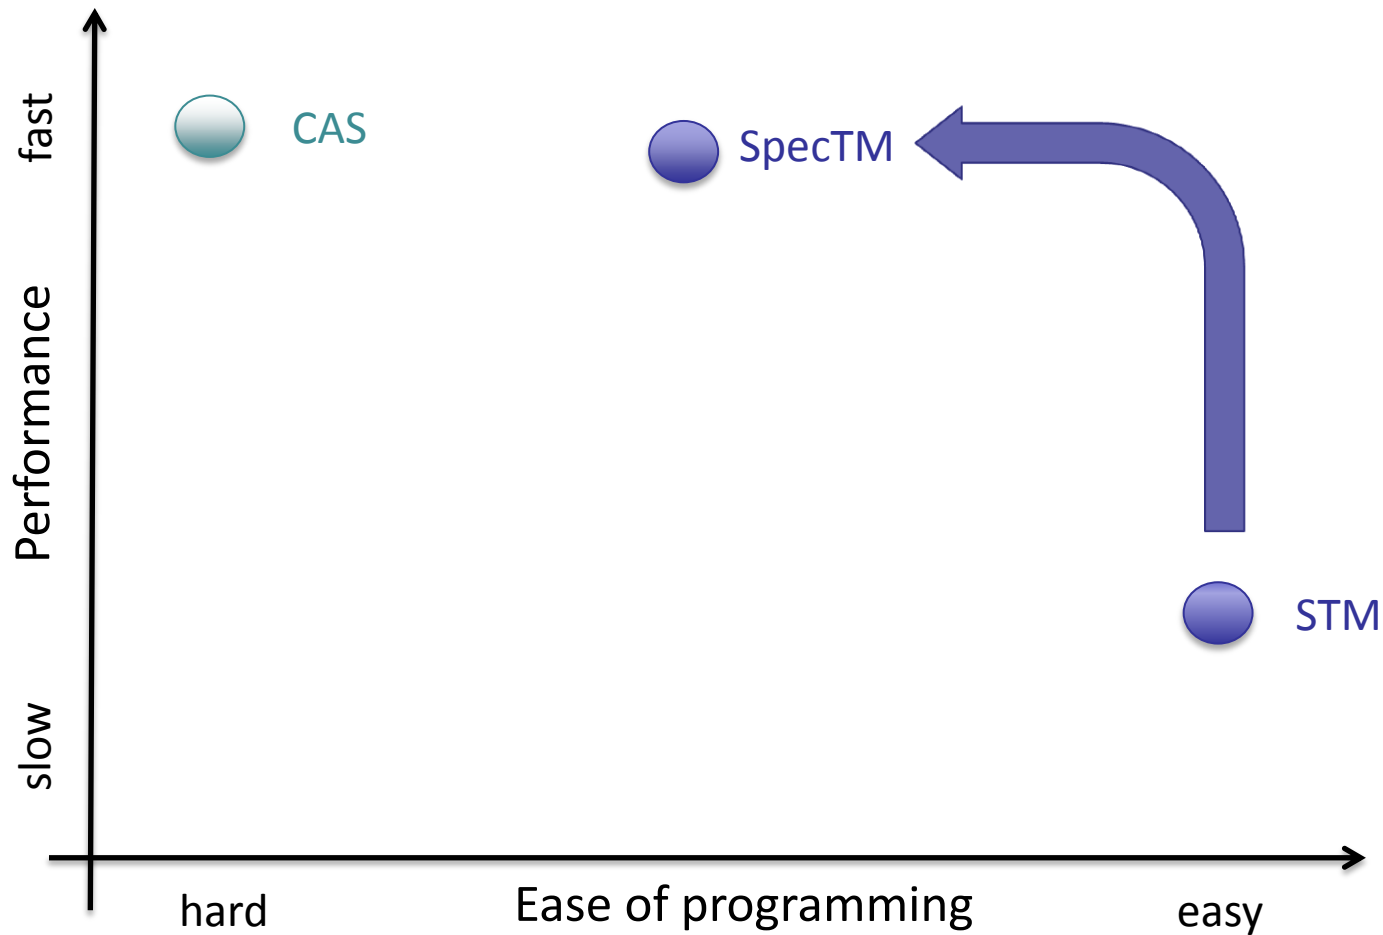 fast
CAS
SpecTM
Performance
STM
slow
hard
Ease of programming
easy